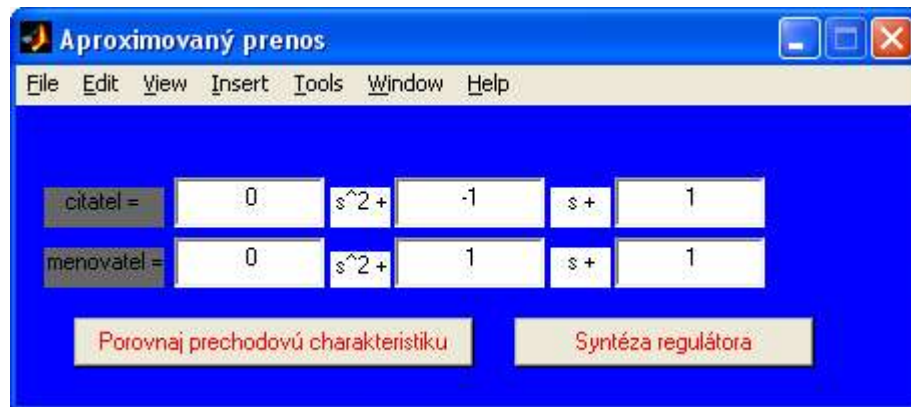 Aproximovaný prenos
File Edit View Insert Tools Window Help
citatel = 0 s^2 + -1 s + 1
menovatel = 0 s^2 + 1 s + 1
Porovnaj prechodovú charakteristiku Syntéza regulátora